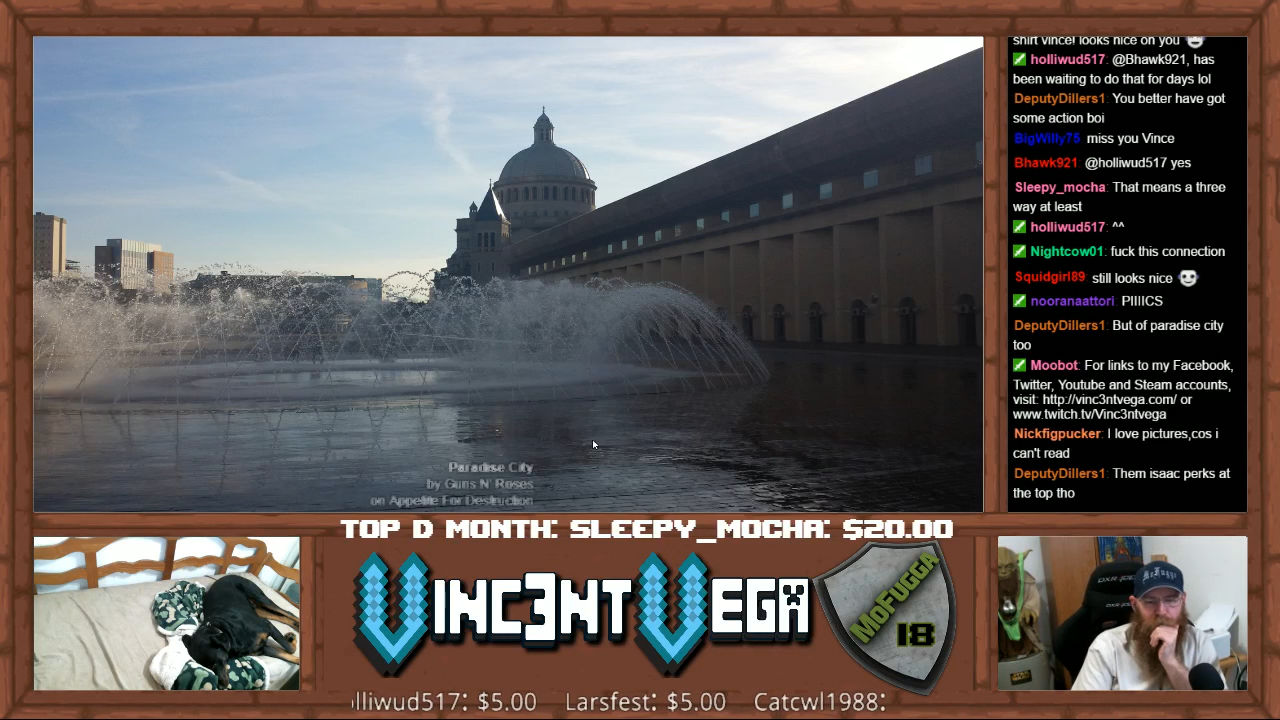 shirt vince! looks nice on you
holliwud517: @Bhawk921, has
been waiting to do that for days lol
DeputyDillers1: You better have got
some action boi
BigWilly75: miss you Vince
Bhawk921: @holliwud517 yes
Sleepy_mocha: That means a three
way at least
holliwud517: ^^
Nightcow01: fuck this connection
Squidgirl89: still looks nice
nooranaattori: PIIIICS
DeputyDillers1: But of paradise city
too
Moobot: For links to my Facebook,
Twitter, Youtube and Steam accounts,
visit: http://vinc3ntvega.com/ or
www.twitch.tv/Vinc3ntvega
Nickfigpucker: I love pictures,cos i
can't read
DeputyDillers1: Them isaac perks at
the top tho
Paradise City
by Guns N' Roses
on Appetite For Destruction
TOP D MONTH: SLEEPY_MOCHA: $20.00
VINC3NTVEGA
MOFUGGA
18
McFugga
DXR
lliwud517: $5.00 Larsfest: $5.00 Catcwl1988: